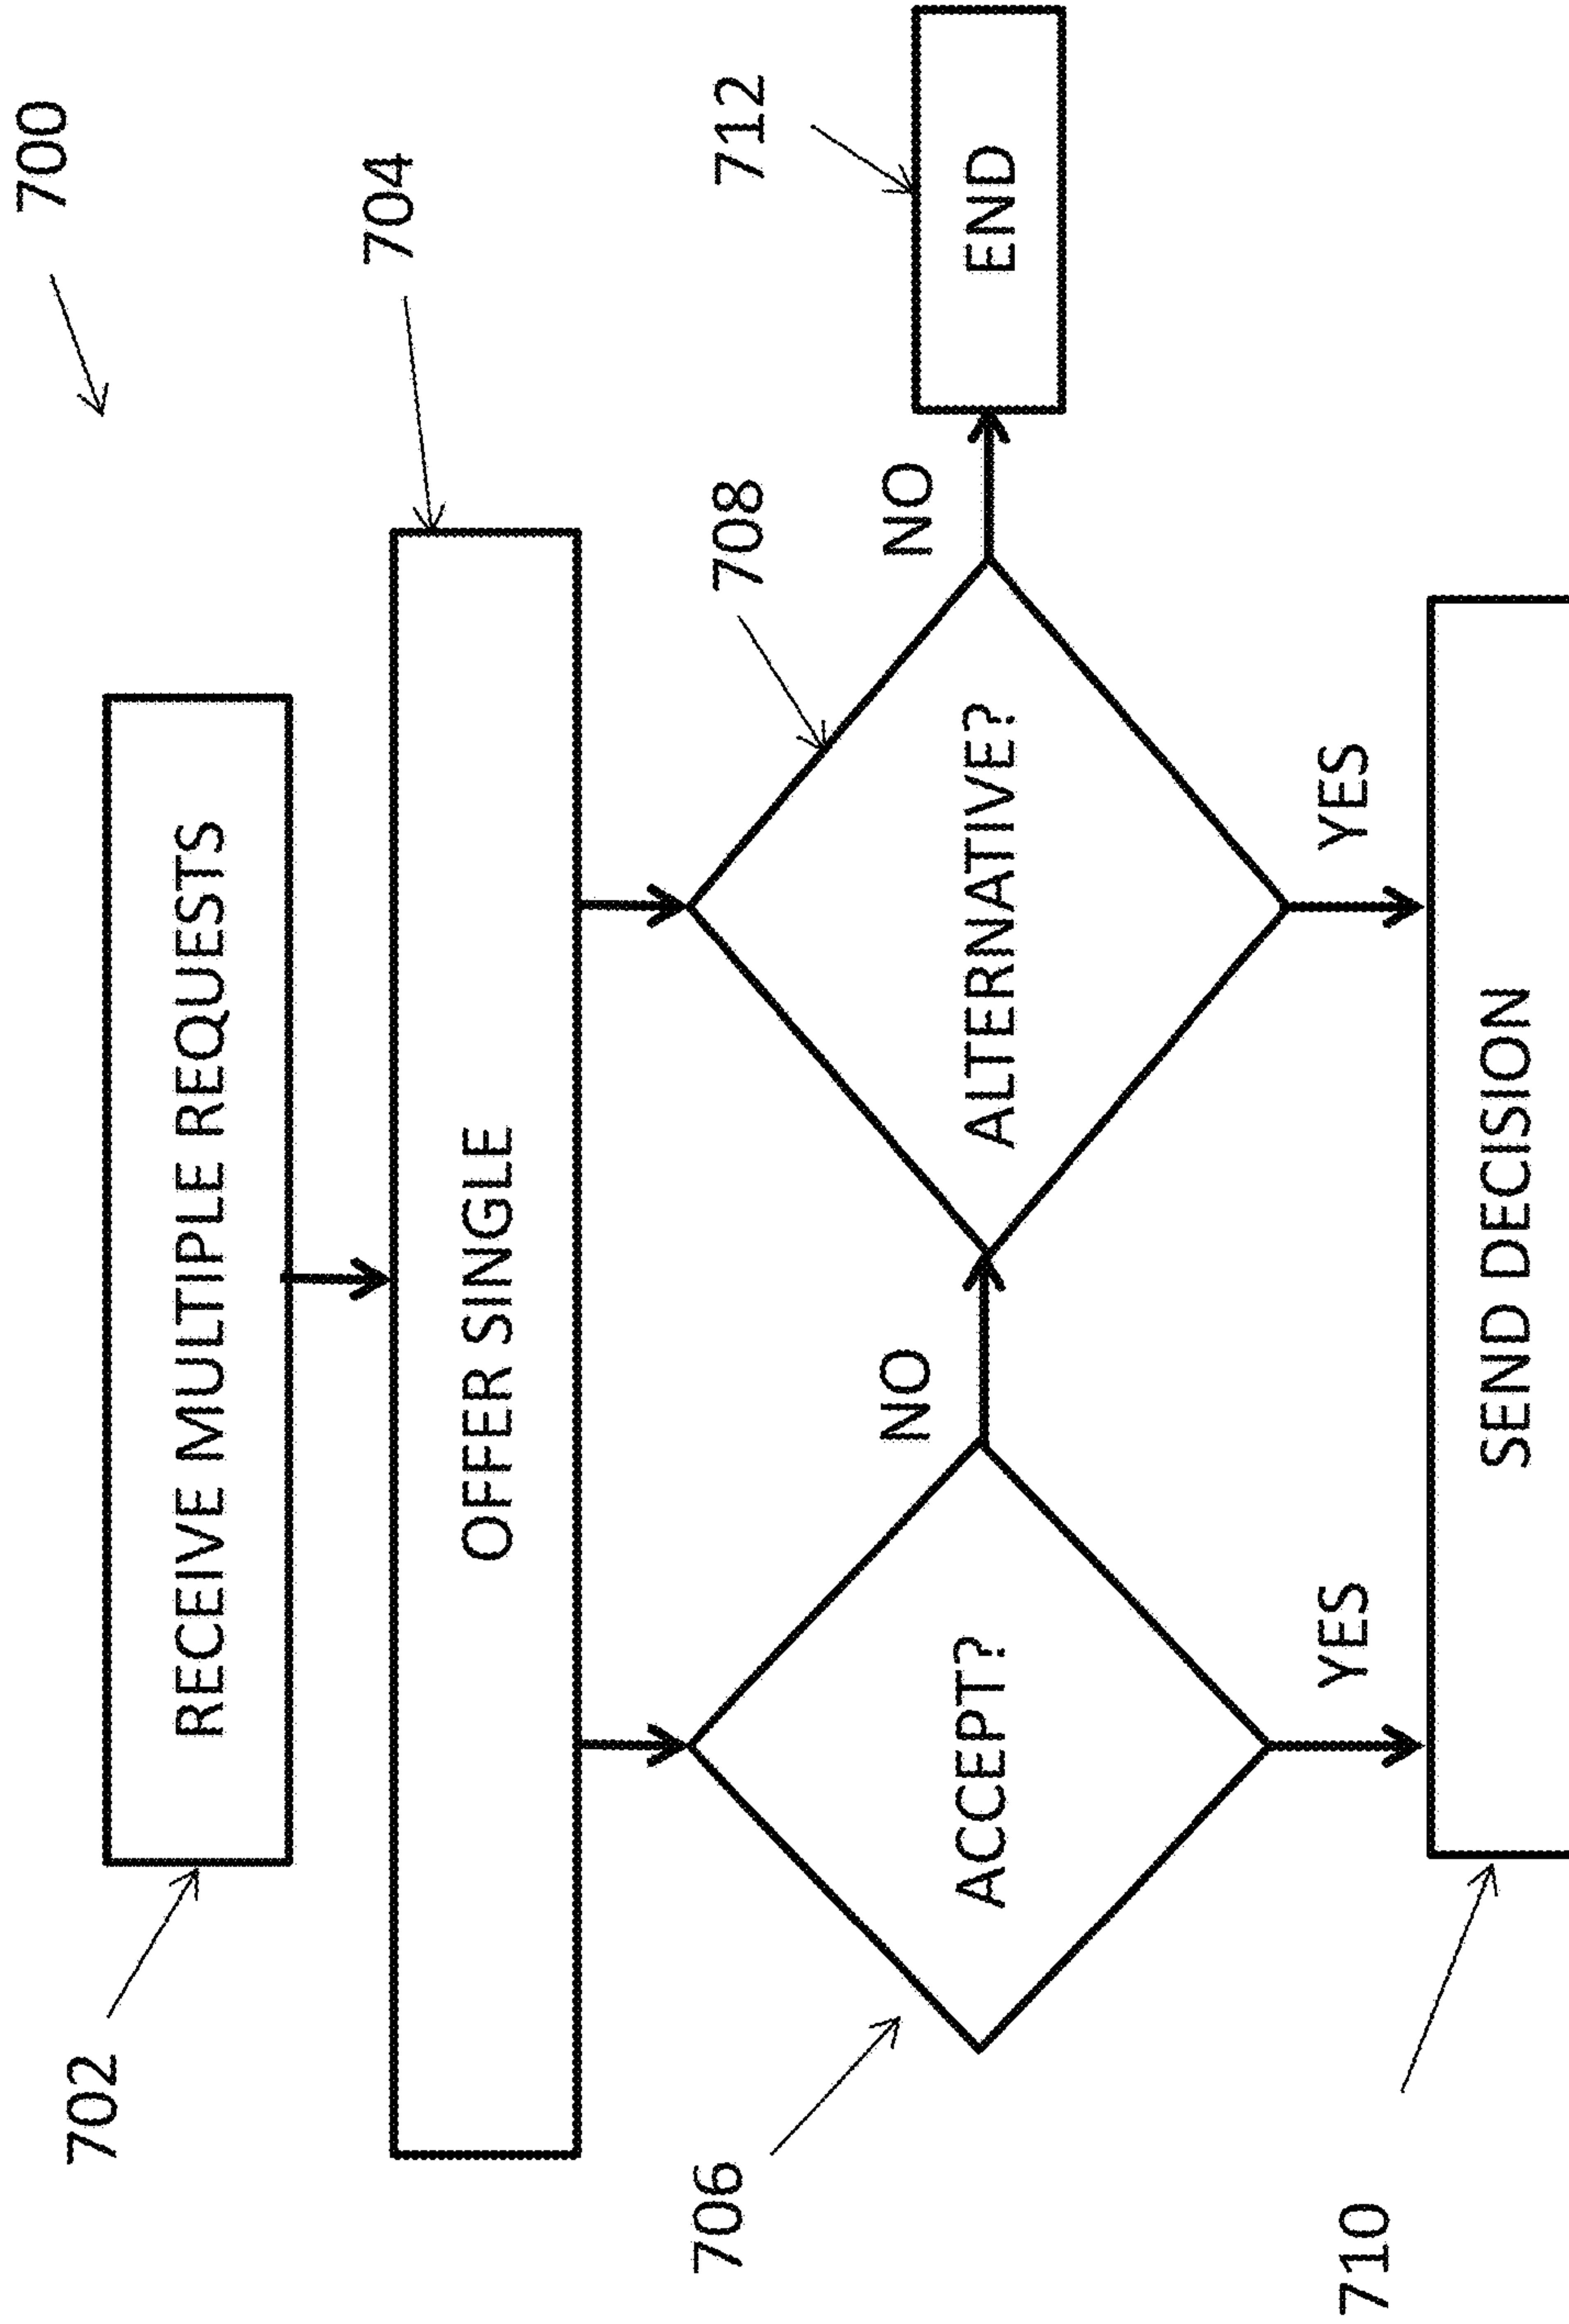 700
702
RECEIVE MULTIPLE REQUESTS
704
OFFER SINGLE
706
ACCEPT?
NO
708
ALTERNATIVE?
NO
712
END
YES
YES
710
SEND DECISION